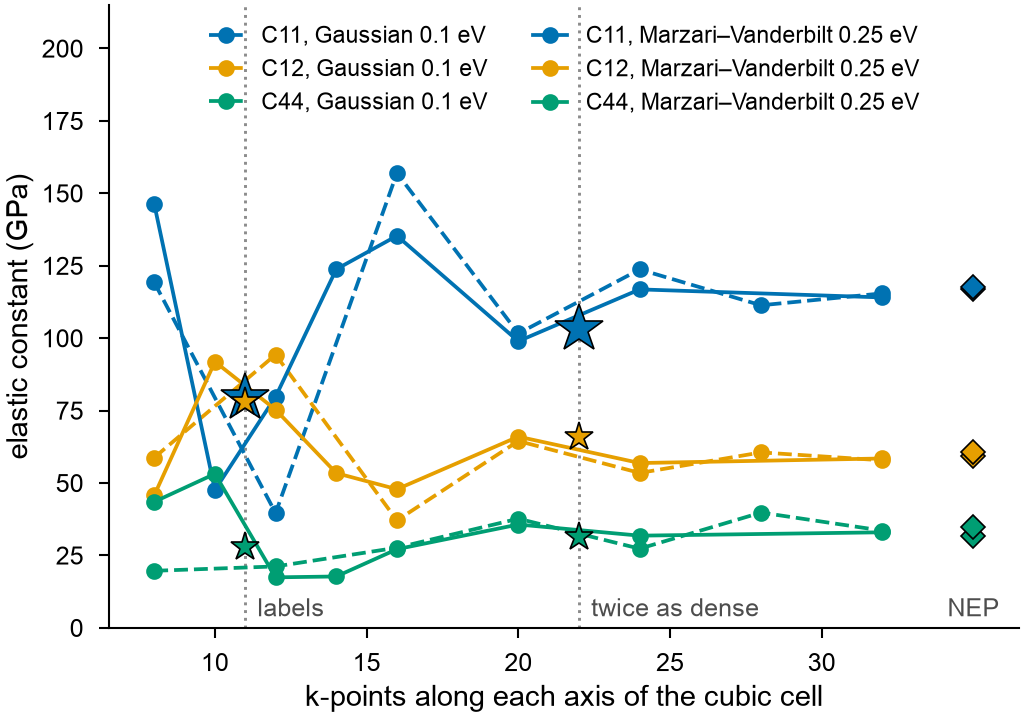 C11, Gaussian 0.1 eV
C12, Gaussian 0.1 eV
C44, Gaussian 0.1 eV
C11, Marzari–Vanderbilt 0.25 eV
C12, Marzari–Vanderbilt 0.25 eV
C44, Marzari–Vanderbilt 0.25 eV
elastic constant (GPa)
200
175
150
125
100
75
50
25
0
labels
twice as dense
NEP
10
15
20
25
30
k-points along each axis of the cubic cell